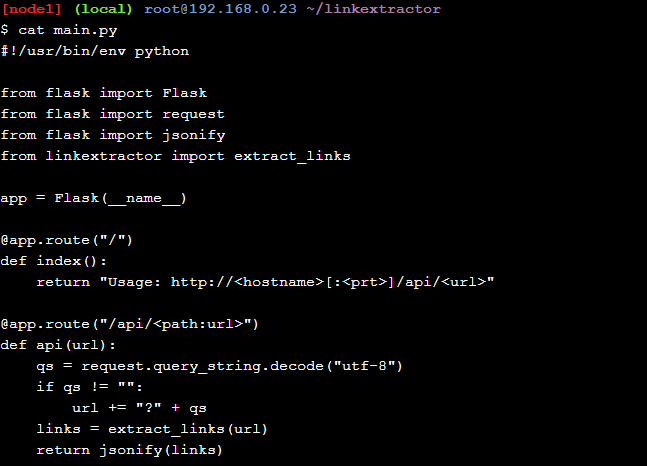 [node1] (local) root@192.168.0.23 ~/linkextractor
$ cat main.py
#!/usr/bin/env python

from flask import Flask
from flask import request
from flask import jsonify
from linkextractor import extract_links

app = Flask(__name__)

@app.route("/")
def index():
    return "Usage: http://<hostname>[:<prt>]/api/<url>"

@app.route("/api/<path:url>")
def api(url):
    qs = request.query_string.decode("utf-8")
    if qs != "":
        url += "?" + qs
    links = extract_links(url)
    return jsonify(links)